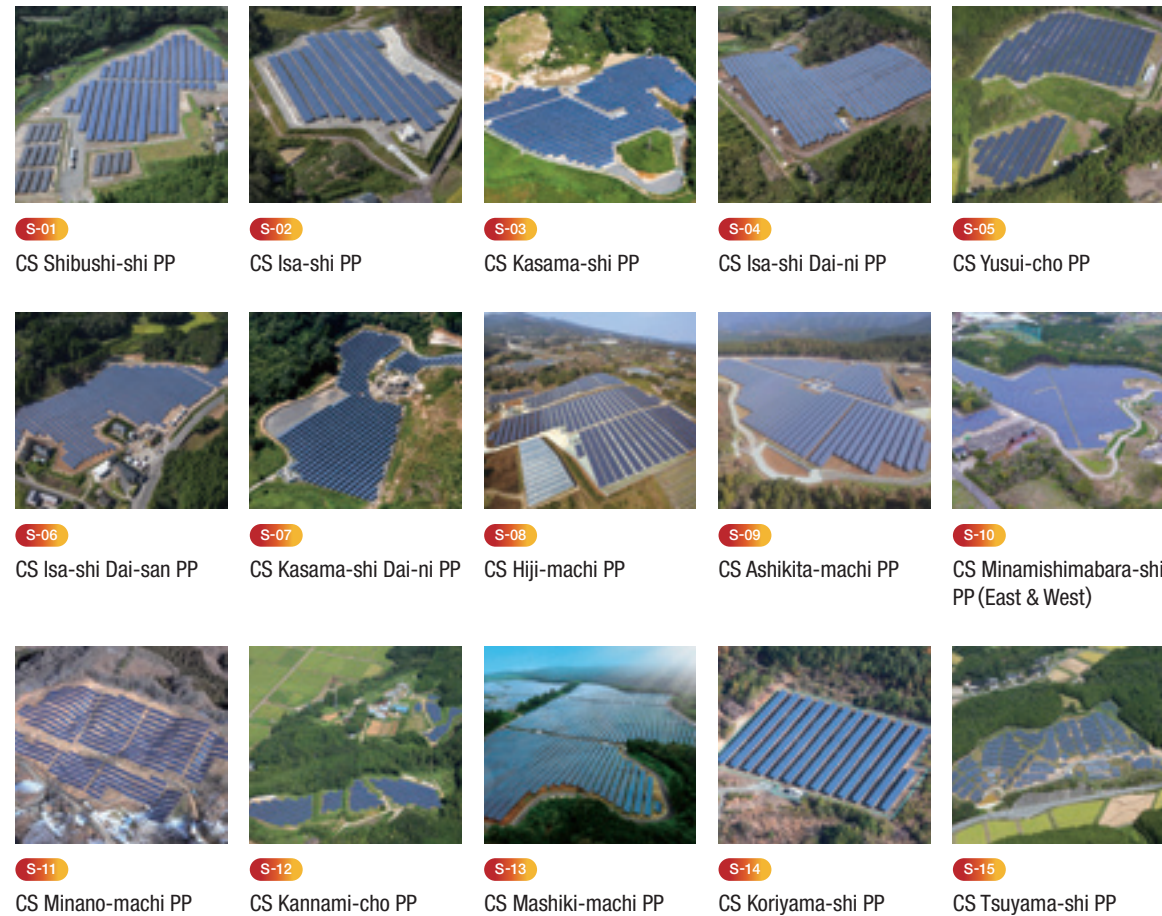 S-01
CS Shibushi-shi PP
S-02
CS Isa-shi PP
S-03
CS Kasama-shi PP
S-04
CS Isa-shi Dai-ni PP
S-05
CS Yusui-cho PP
S-06
CS Isa-shi Dai-san PP
S-07
CS Kasama-shi Dai-ni PP
S-08
CS Hiji-machi PP
S-09
CS Ashikita-machi PP
S-10
CS Minamishimabara-shi
PP (East & West)
S-11
CS Minano-machi PP
S-12
CS Kannami-cho PP
S-13
CS Mashiki-machi PP
S-14
CS Koriyama-shi PP
S-15
CS Tsuyama-shi PP